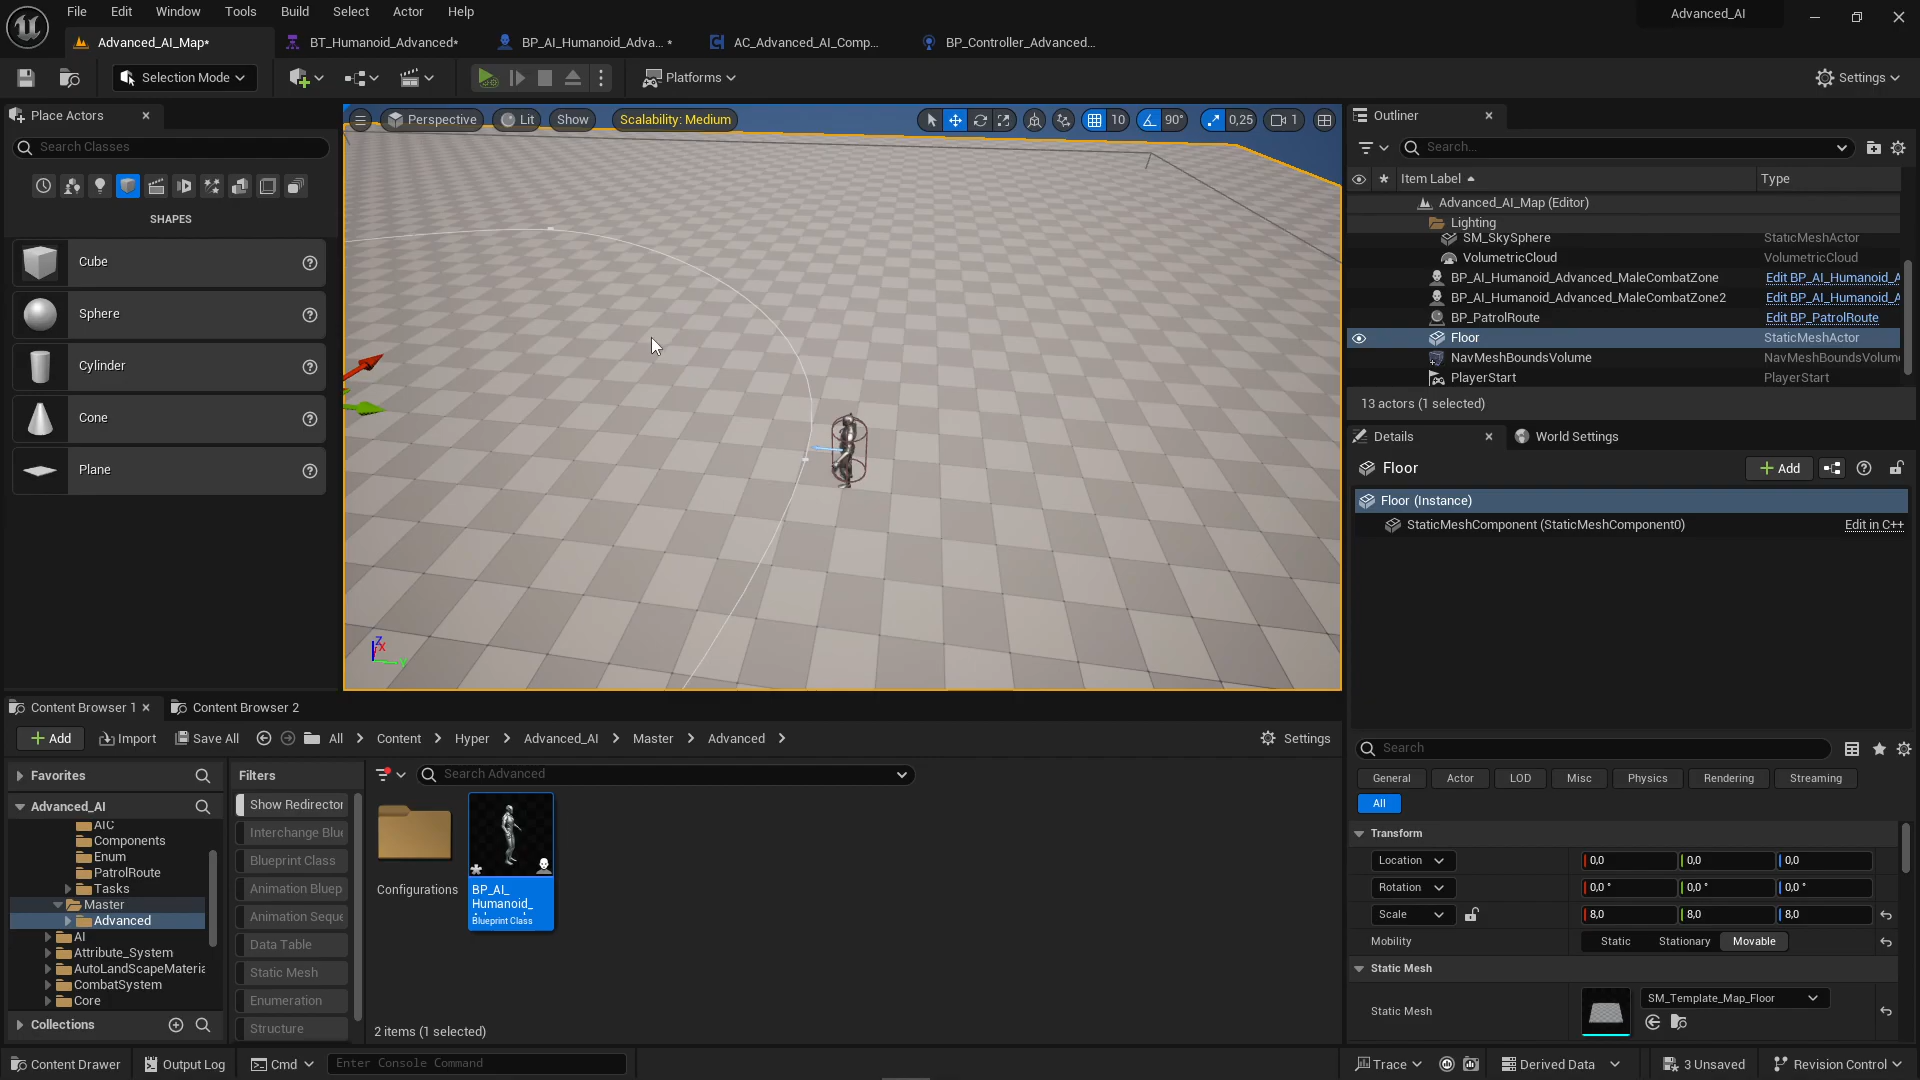 File Edit Window Tools Build Select Actor Help
Advanced_AI
Advanced_AI_Map*
BT_Humanoid_Advanced*
BP_AI_Humanoid_Adva... *
AC_Advanced_AI_Comp...
BP_Controller_Advanced...
Selection Mode
Platforms
Settings
Place Actors
Search Classes
SHAPES
Cube
Sphere
Cylinder
Cone
Plane
Perspective
Lit
Show
Scalability: Medium
10
90°
0,25
1
Z
X
Y
Outliner
Search...
Item Label
Type
Advanced_AI_Map (Editor)
Lighting
SM_SkySphere StaticMeshActor
VolumetricCloud VolumetricCloud
BP_AI_Humanoid_Advanced_MaleCombatZone Edit BP_AI_Humanoid_A
BP_AI_Humanoid_Advanced_MaleCombatZone2 Edit BP_AI_Humanoid_A
BP_PatrolRoute Edit BP_PatrolRoute
Floor StaticMeshActor
NavMeshBoundsVolume NavMeshBoundsVolume
PlayerStart PlayerStart
13 actors (1 selected)
Details
World Settings
Floor
Add
Floor (Instance)
StaticMeshComponent (StaticMeshComponent0) Edit in C++
Search
General Actor LOD Misc Physics Rendering Streaming
All
Transform
Location 0,0 0,0 0,0
Rotation 0,0 ° 0,0 ° 0,0 °
Scale 8,0 8,0 8,0
Mobility Static Stationary Movable
Static Mesh
Static Mesh SM_Template_Map_Floor
Content Browser 1
Content Browser 2
Add Import Save All All Content Hyper Advanced_AI Master Advanced Settings
Favorites
Advanced_AI
AIC
Components
Enum
PatrolRoute
Tasks
Master
Advanced
AI
Attribute_System
AutoLandScapeMateria
CombatSystem
Core
Collections
Filters
Show Redirector
Interchange Blue
Blueprint Class
Animation Bluep
Animation Seque
Data Table
Static Mesh
Enumeration
Structure
Search Advanced
Configurations
BP_AI_
Humanoid_
Blueprint Class
2 items (1 selected)
Content Drawer Output Log Cmd Enter Console Command Trace Derived Data 3 Unsaved Revision Control